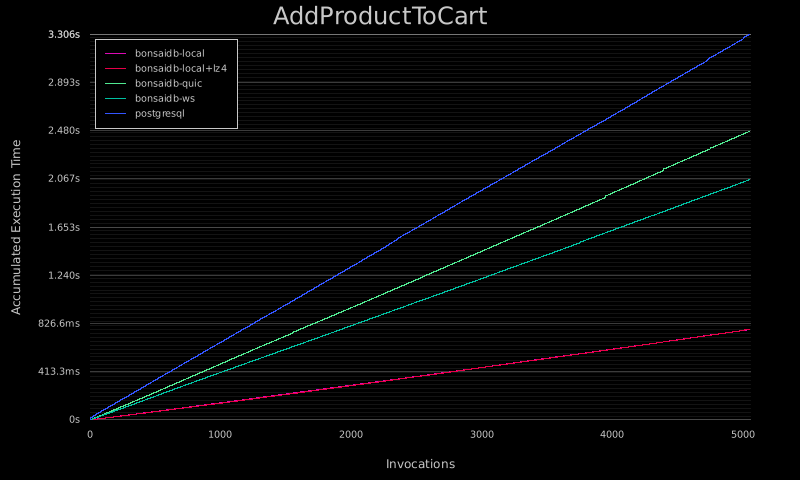 AddProductToCart
3.306s
2.893s
2.480s
2.067s
1.653s
1.240s
826.6ms
413.3ms
0s
Accumulated Execution Time
bonsaidb-local
bonsaidb-local+lz4
bonsaidb-quic
bonsaidb-ws
postgresql
0 1000 2000 3000 4000 5000
Invocations